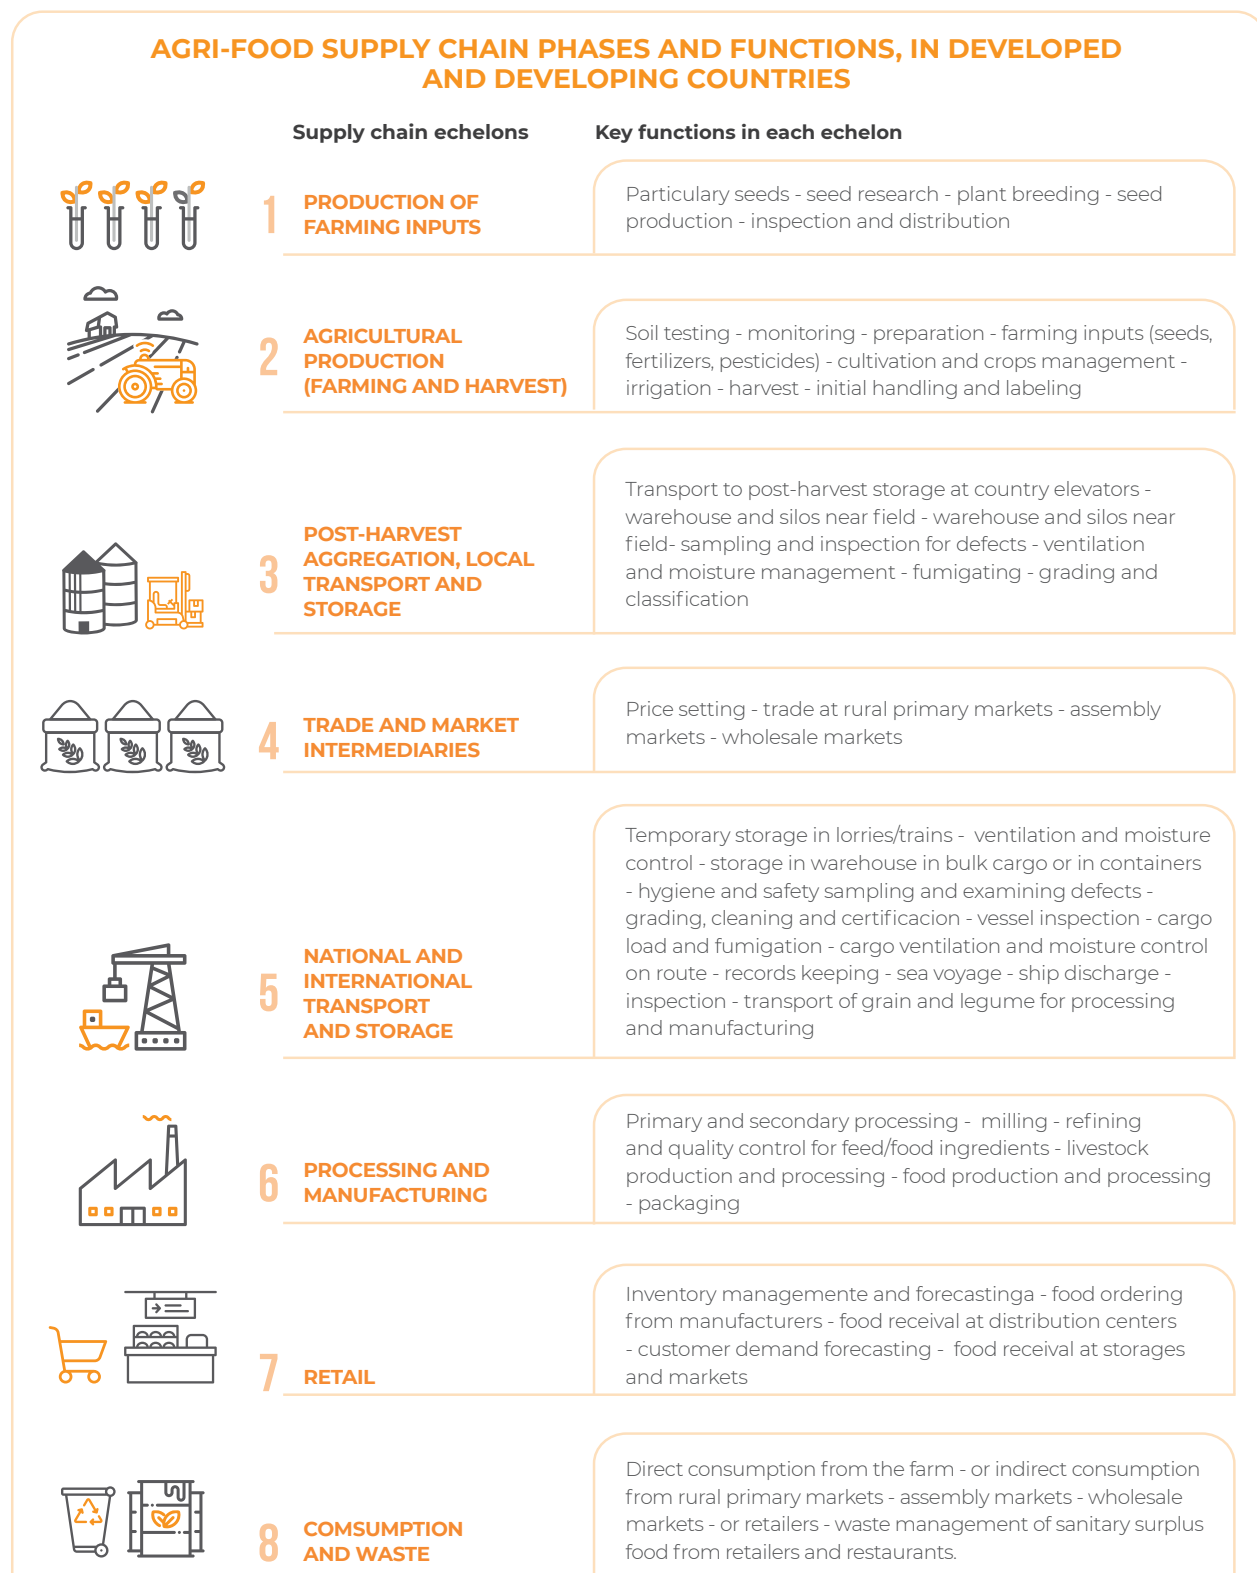 AGRI-FOOD SUPPLY CHAIN PHASES AND FUNCTIONS, IN DEVELOPED
AND DEVELOPING COUNTRIES
Supply chain echelons
Key functions in each echelon
1
PRODUCTION OF
FARMING INPUTS
Particulary seeds - seed research - plant breeding - seed
production - inspection and distribution
2
AGRICULTURAL
PRODUCTION
(FARMING AND HARVEST)
Soil testing - monitoring - preparation - farming inputs (seeds,
fertilizers, pesticides) - cultivation and crops management -
irrigation - harvest - initial handling and labeling
3
POST-HARVEST
AGGREGATION, LOCAL
TRANSPORT AND
STORAGE
Transport to post-harvest storage at country elevators -
warehouse and silos near field - warehouse and silos near
field- sampling and inspection for defects - ventilation
and moisture management - fumigating - grading and
classification
4
TRADE AND MARKET
INTERMEDIARIES
Price setting - trade at rural primary markets - assembly
markets - wholesale markets
5
NATIONAL AND
INTERNATIONAL
TRANSPORT
AND STORAGE
Temporary storage in lorries/trains -  ventilation and moisture
control - storage in warehouse in bulk cargo or in containers
- hygiene and safety sampling and examining defects -
grading, cleaning and certificacion - vessel inspection - cargo
load and fumigation - cargo ventilation and moisture control
on route - records keeping - sea voyage - ship discharge -
inspection - transport of grain and legume for processing
and manufacturing
6
PROCESSING AND
MANUFACTURING
Primary and secondary processing -  milling - refining
and quality control for feed/food ingredients - livestock
production and processing - food production and processing
- packaging
7
RETAIL
Inventory managemente and forecastinga - food ordering
from manufacturers - food receival at distribution centers
- customer demand forecasting -  food receival at storages
and markets
8
COMSUMPTION
AND WASTE
Direct consumption from the farm - or indirect consumption
from rural primary markets - assembly markets - wholesale
markets - or retailers - waste management of sanitary surplus
food from retailers and restaurants.